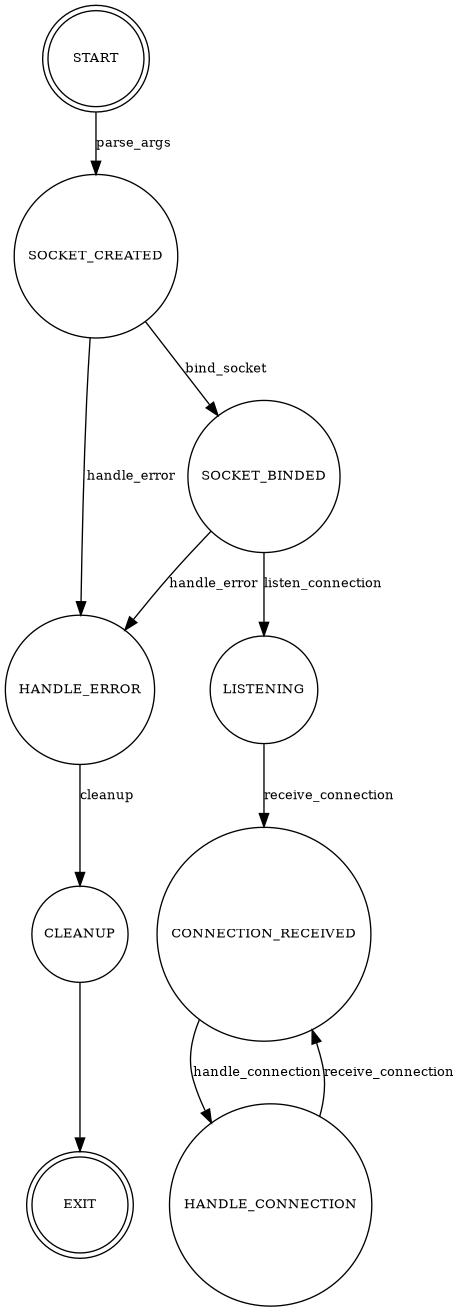 START
parse_args
SOCKET_CREATED
bind_socket
handle_error
SOCKET_BINDED
handle_error
listen_connection
HANDLE_ERROR
LISTENING
cleanup
receive_connection
CLEANUP
CONNECTION_RECEIVED
handle_connection
receive_connection
EXIT
HANDLE_CONNECTION